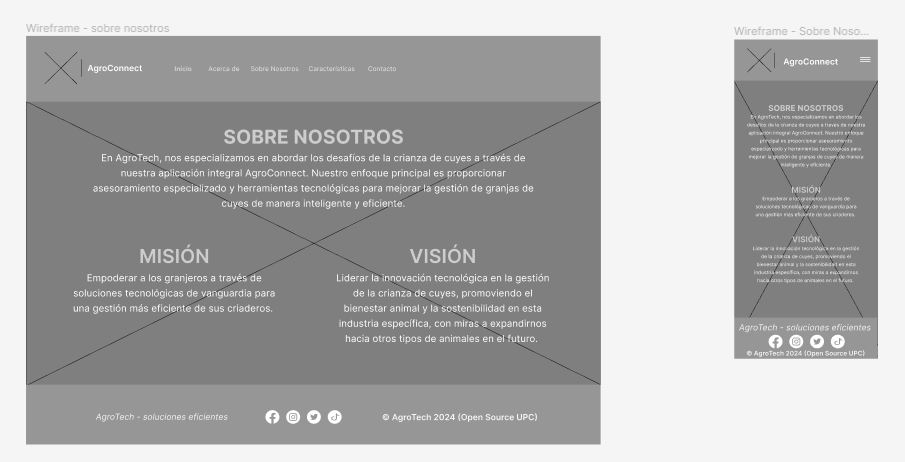 Wireframe - sobre nosotros
AgroConnect
Inicio Acerca de Sobre Nosotros Características Contacto
SOBRE NOSOTROS
En AgroTech, nos especializamos en abordar los desafíos de la crianza de cuyes a través de
nuestra aplicación integral AgroConnect. Nuestro enfoque principal es proporcionar
asesoramiento especializado y herramientas tecnológicas para mejorar la gestión de granjas de
cuyes de manera inteligente y eficiente.
MISIÓN
Empoderar a los granjeros a través de
soluciones tecnológicas de vanguardia para
una gestión más eficiente de sus criaderos.
VISIÓN
Liderar la innovación tecnológica en la gestión
de la crianza de cuyes, promoviendo el
bienestar animal y la sostenibilidad en esta
industria específica, con miras a expandirnos
hacia otros tipos de animales en el futuro.
AgroTech - soluciones eficientes
© AgroTech 2024 (Open Source UPC)
Wireframe - Sobre Noso...
AgroConnect
SOBRE NOSOTROS
En AgroTech, nos especializamos en abordar los
desafíos de la crianza de cuyes a través de nuestra
aplicación integral AgroConnect. Nuestro enfoque
principal es proporcionar asesoramiento
especializado y herramientas tecnológicas para
mejorar la gestión de granjas de cuyes de manera
inteligente y eficiente.
MISIÓN
Empoderar a los granjeros a través de
soluciones tecnológicas de vanguardia para
una gestión más eficiente de sus criaderos.
VISIÓN
Liderar la innovación tecnológica en la gestión
de la crianza de cuyes, promoviendo el
bienestar animal y la sostenibilidad en esta
industria específica, con miras a expandirnos
hacia otros tipos de animales en el futuro.
AgroTech - soluciones eficientes
© AgroTech 2024 (Open Source UPC)